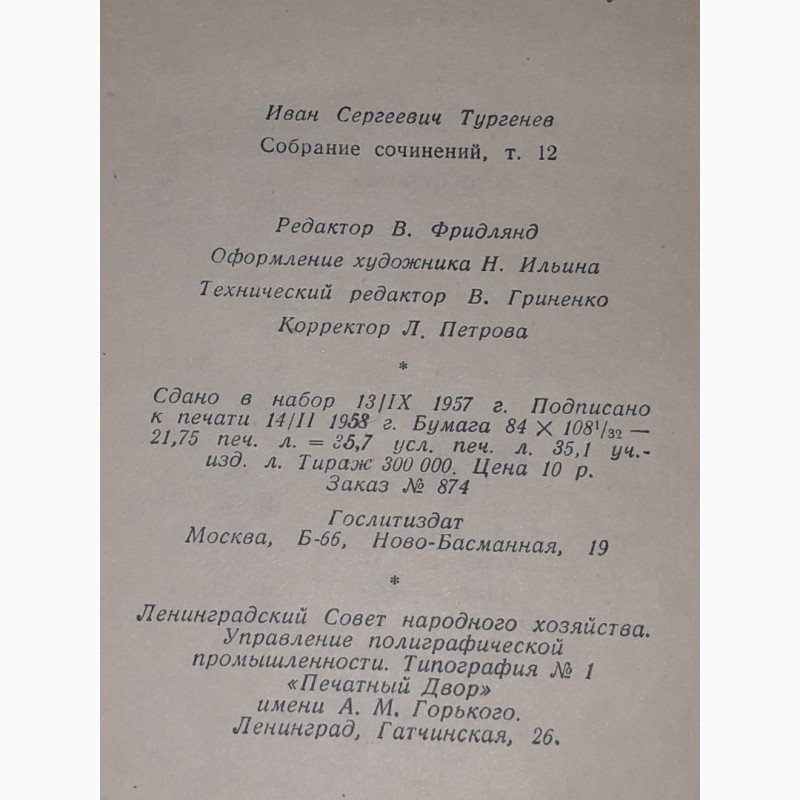 Иван Сергеевич Тургенев
Собрание сочинений, т. 12
Редактор В. Фридлянд
Оформление художника Н. Ильина
Технический редактор В. Гриненко
Корректор Л. Петрова
*
Сдано в набор 13/IX 1957 г. Подписано
к печати 14/II 1958 г. Бумага 84 × 108¹/₃₂ —
21,75 печ. л. = 35,7 усл. печ. л. 35,1 уч.-
изд. л. Тираж 300 000. Цена 10 р.
Заказ № 874
Гослитиздат
Москва, Б-66, Ново-Басманная, 19
*
Ленинградский Совет народного хозяйства.
Управление полиграфической
промышленности. Типография № 1
«Печатный Двор»
имени А. М. Горького.
Ленинград, Гатчинская, 26.